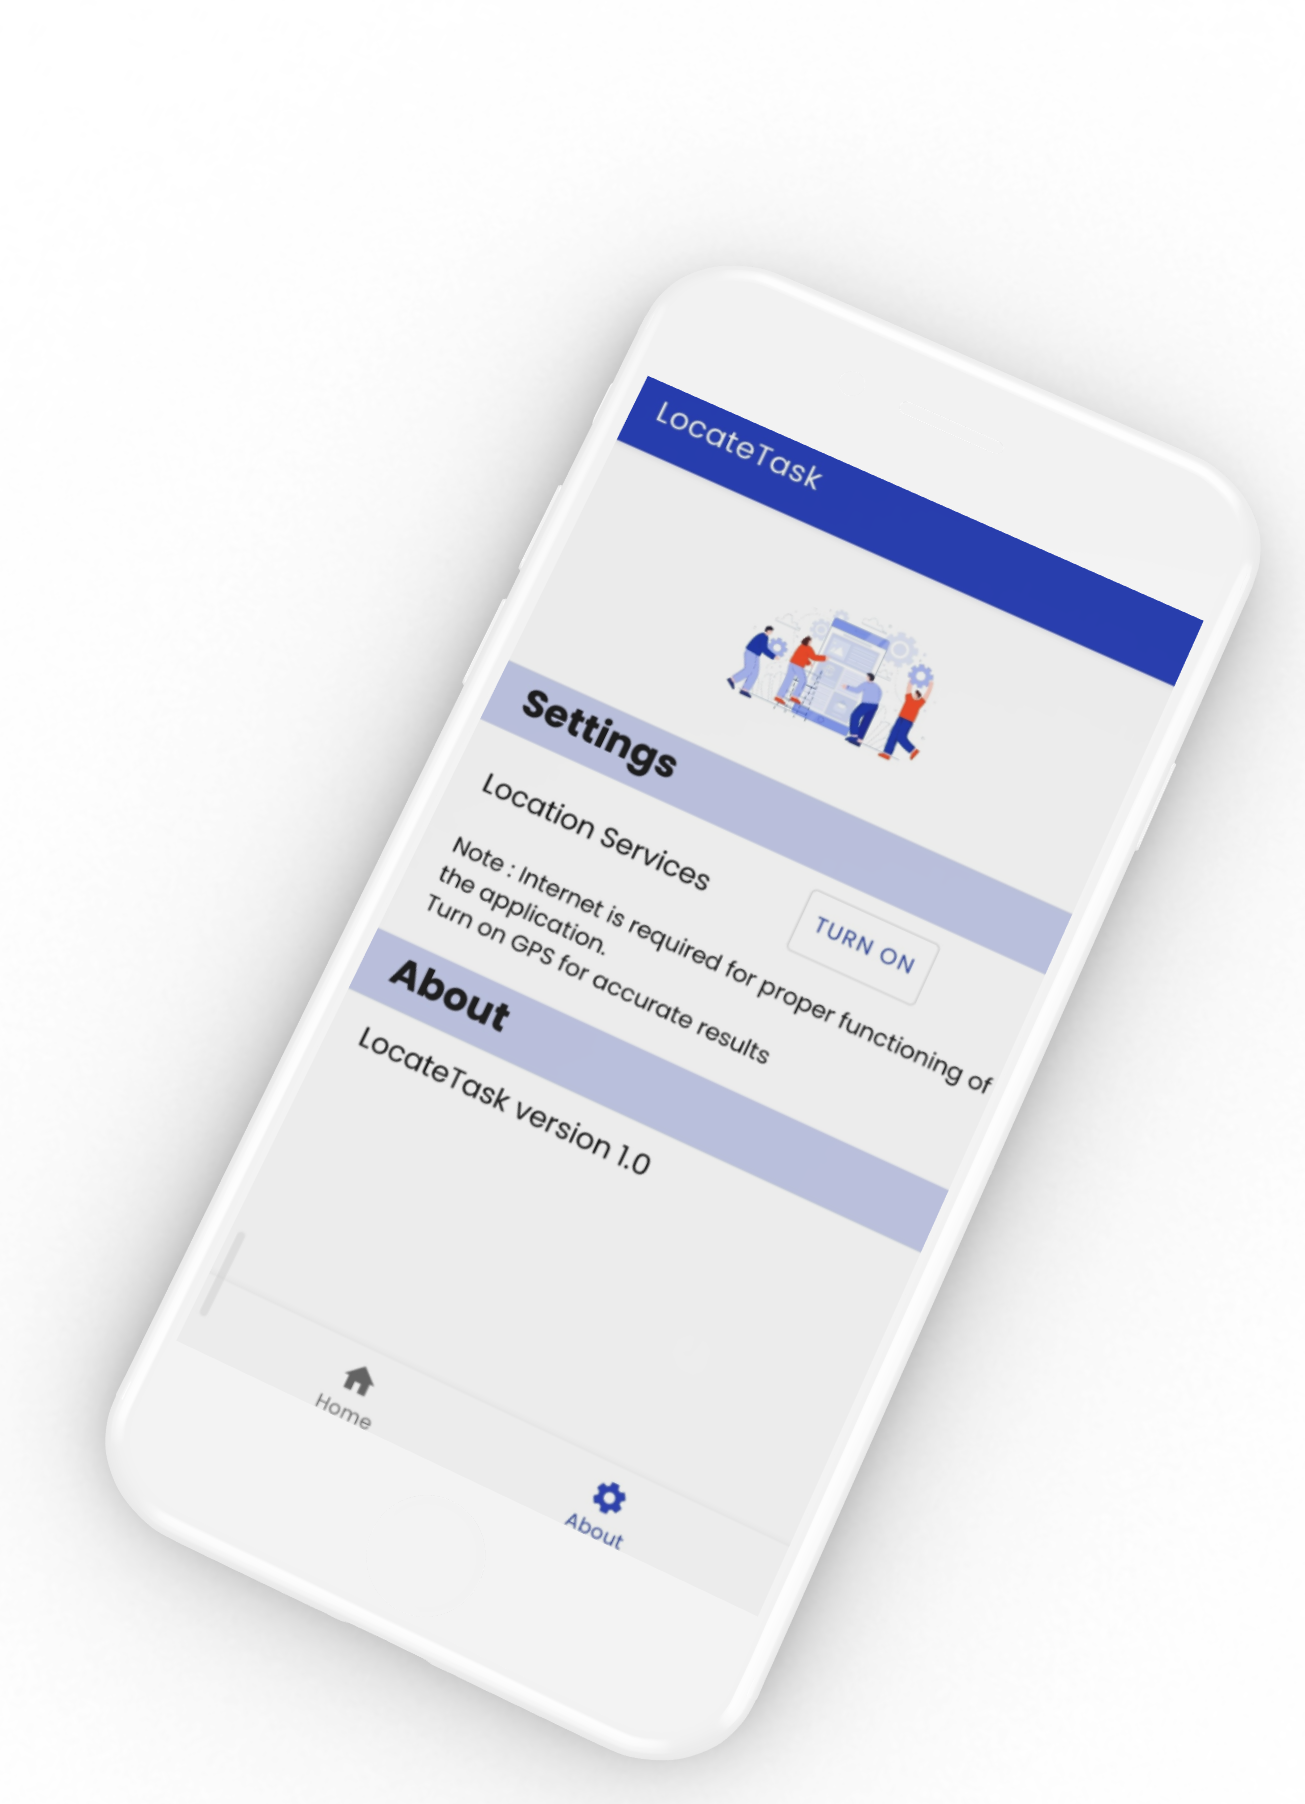 LocateTask
Settings
Location Services
TURN ON
Note : Internet is required for proper functioning of
the application.
Turn on GPS for accurate results
About
LocateTask version 1.0
Home
About